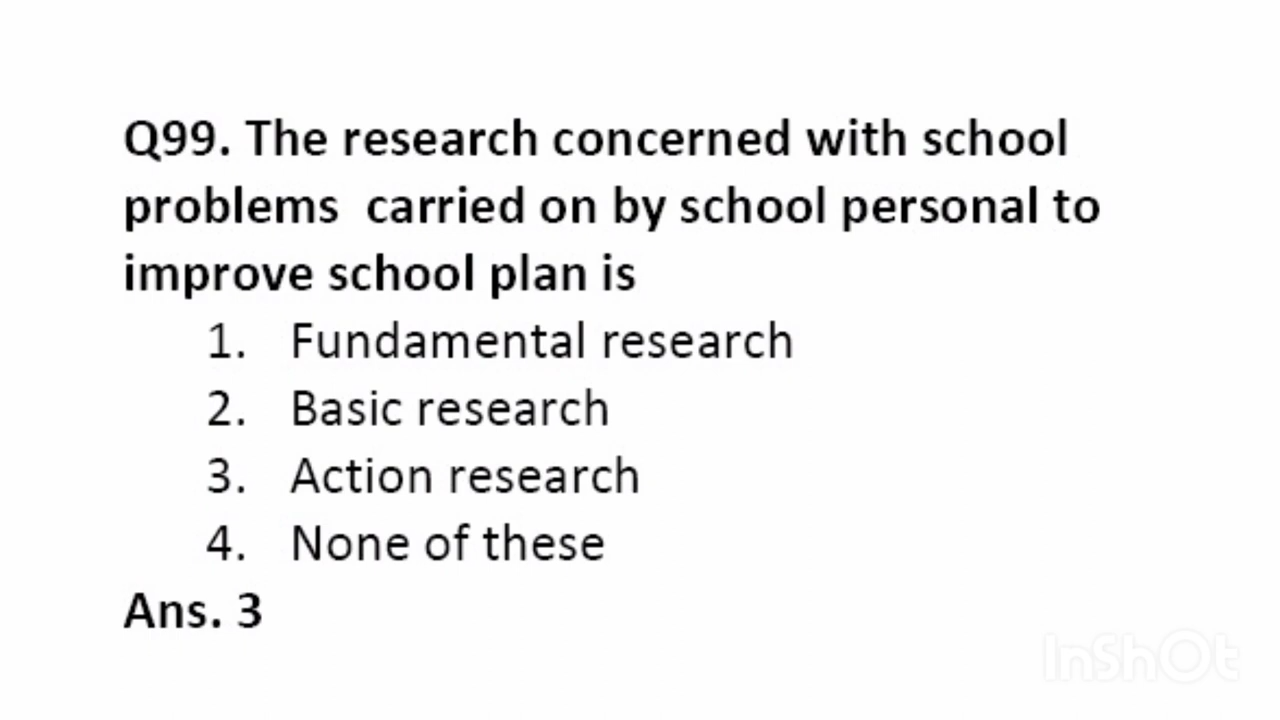 Q99. The research concerned with school
problems carried on by school personal to
improve school plan is
1. Fundamental research
2. Basic research
3. Action research
4. None of these
Ans. 3
InShOt